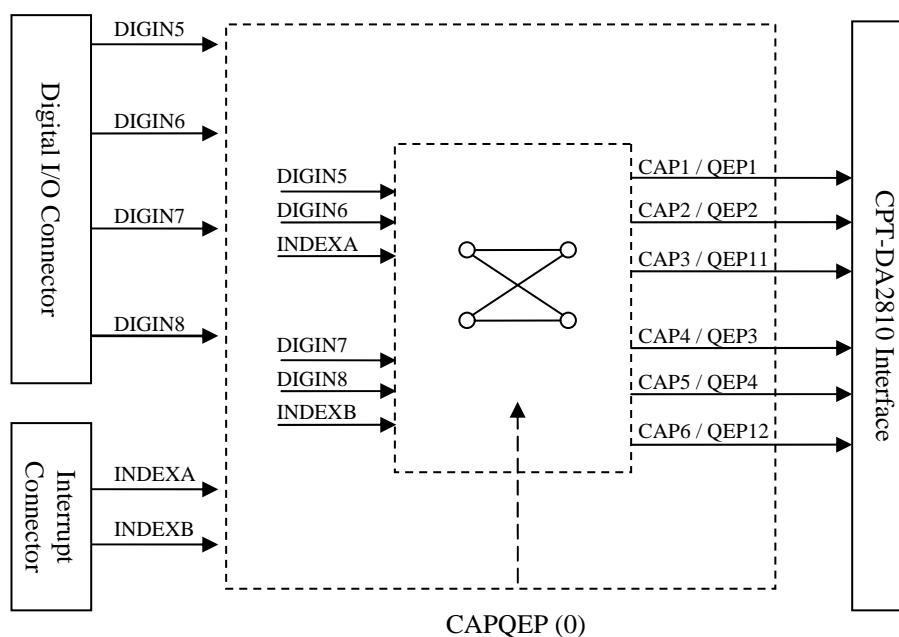 Digital I/O Connector
DIGIN5
DIGIN6
DIGIN7
DIGIN8
Interrupt
Connector
INDEXA
INDEXB
DIGIN5
DIGIN6
INDEXA
DIGIN7
DIGIN8
INDEXB
CAP1 / QEP1
CAP2 / QEP2
CAP3 / QEP11
CAP4 / QEP3
CAP5 / QEP4
CAP6 / QEP12
CPT-DA2810 Interface
CAPQEP (0)